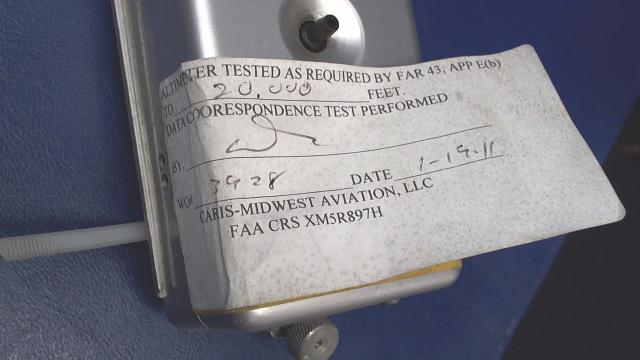 ALTIMETER TESTED AS REQUIRED BY FAR 43, APP E(b)
TO 20,000 FEET.
DATA COORESPONDENCE TEST PERFORMED
BY:
WO# 3928 DATE 1-19-11
CARIS-MIDWEST AVIATION, LLC
FAA CRS XM5R897H